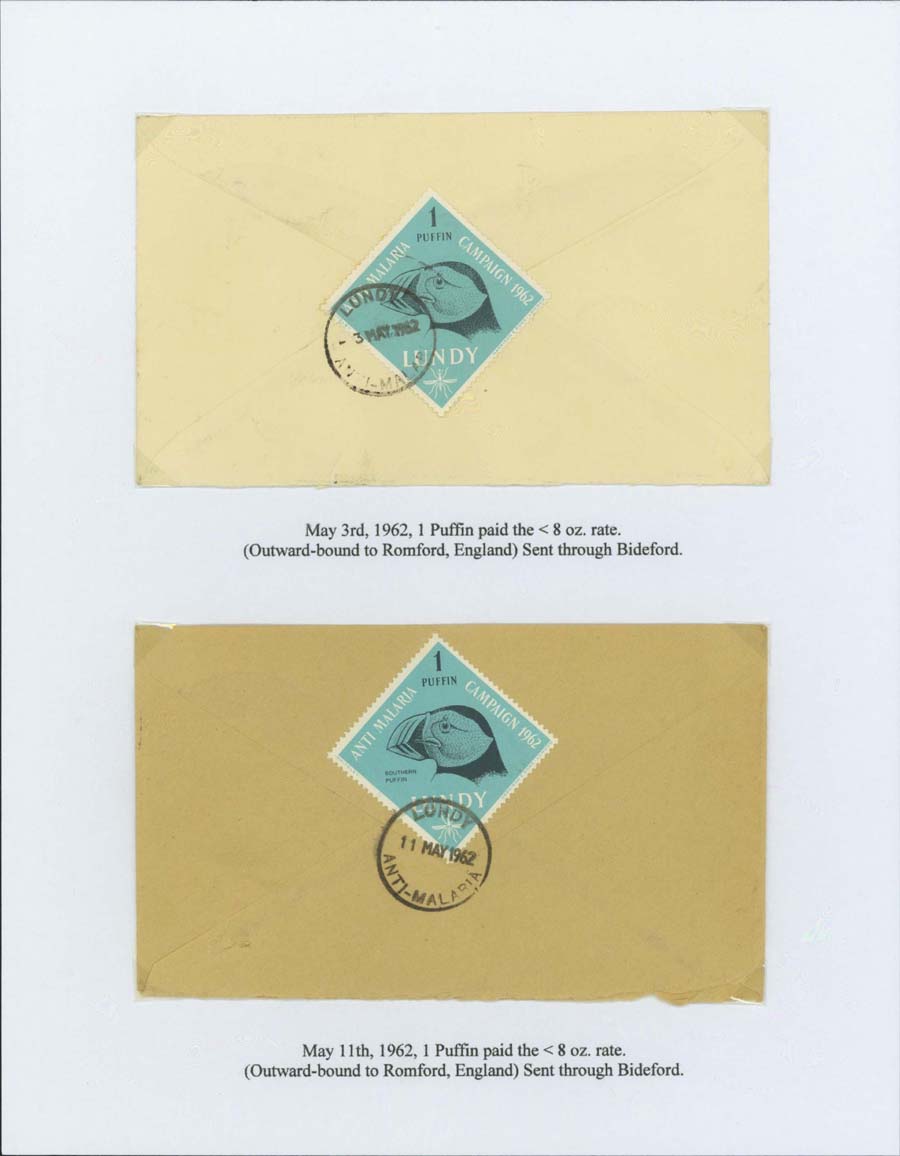 1
PUFFIN
MALARIA CAMPAIGN 1962
LUNDY
LUNDY
3 MAY 1962
I-MALA
May 3rd, 1962, 1 Puffin paid the < 8 oz. rate.
(Outward-bound to Romford, England) Sent through Bideford.
1
PUFFIN
ANTI MALARIA CAMPAIGN 1962
SOUTHERN
PUFFIN
LUNDY
LUNDY
11 MAY 1962
ANTI-MALARIA
May 11th, 1962, 1 Puffin paid the < 8 oz. rate.
(Outward-bound to Romford, England) Sent through Bideford.